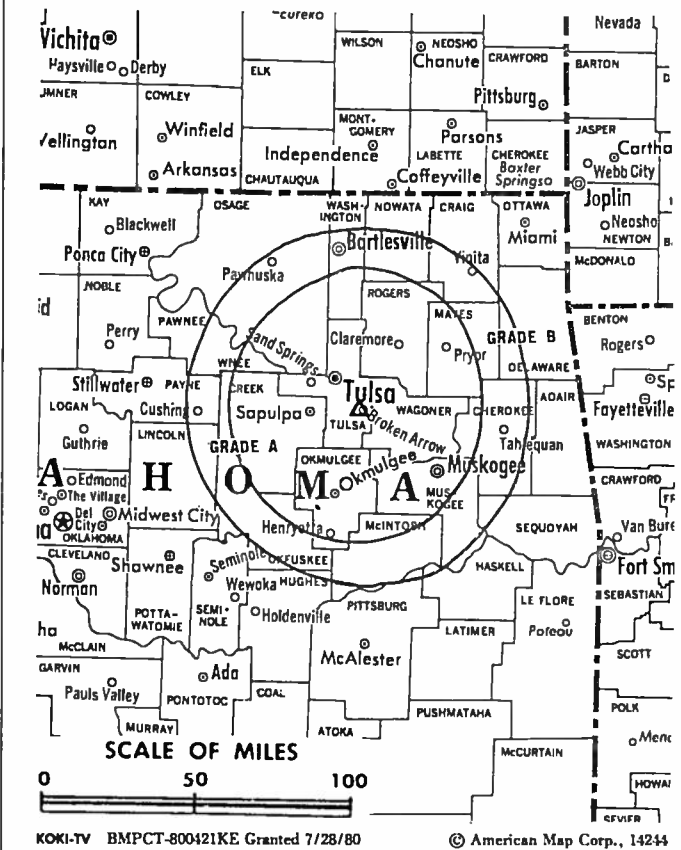 EUREKA
Nevada
Vichita
WILSON
NEOSHO
Chanute
CRAWFORD
BARTON
Haysville
Derby
ELK
UMNER
COWLEY
Pittsburg
MONT-
GOMERY
JASPER
Winfield
Parsons
Cartha
Vellington
Independence
LABETTE
CHEROKEE
Webb City
Arkansas
CHAUTAUQUA
Coffeyville
Baxter
Springs
Joplin
KAY
OSAGE
WASH-
INGTON
NOWATA
CRAIG
OTTAWA
Blackwell
Miami
Neosho
NEWTON
Ponca City
Bartlesville
Vinita
McDONALD
Pawhuska
NOBLE
ROGERS
PAWNEE
MAYES
BENTON
Perry
Sand Springs
Claremore
Pryor
GRADE B
Rogers
DELAWARE
Stillwater
PAYNE
CREEK
Tulsa
ADAIR
Sp
LOGAN
Cushing
Sapulpa
TULSA
Broken Arrow
WAGONER
CHEROKEE
Fayetteville
Guthrie
LINCOLN
GRADE A
Tahlequah
WASHINGTON
OKMULGEE
Okmulgee
Muskogee
CRAWFORD
A H O M A
Edmond
The Village
MUS-
KOGEE
Del
City
Midwest City
Henryetta
McINTOSH
SEQUOYAH
Van Bure
OKLAHOMA
CLEVELAND
Shawnee
Seminole
OKFUSKEE
HASKELL
Fort Sm
Norman
Wewoka
HUGHES
SEBASTIAN
POTTA-
WATOMIE
SEMI-
NOLE
Holdenville
PITTSBURG
LE FLORE
Poteau
LATIMER
McCLAIN
McAlester
SCOTT
GARVIN
Ada
Pauls Valley
PONTOTOC
COAL
POLK
PUSHMATAHA
MURRAY
ATOKA
Mena
McCURTAIN
SCALE OF MILES
HOWA
0 50 100
SEVIER
KOKI-TV BMPCT-800421KE Granted 7/28/80 © American Map Corp., 14244